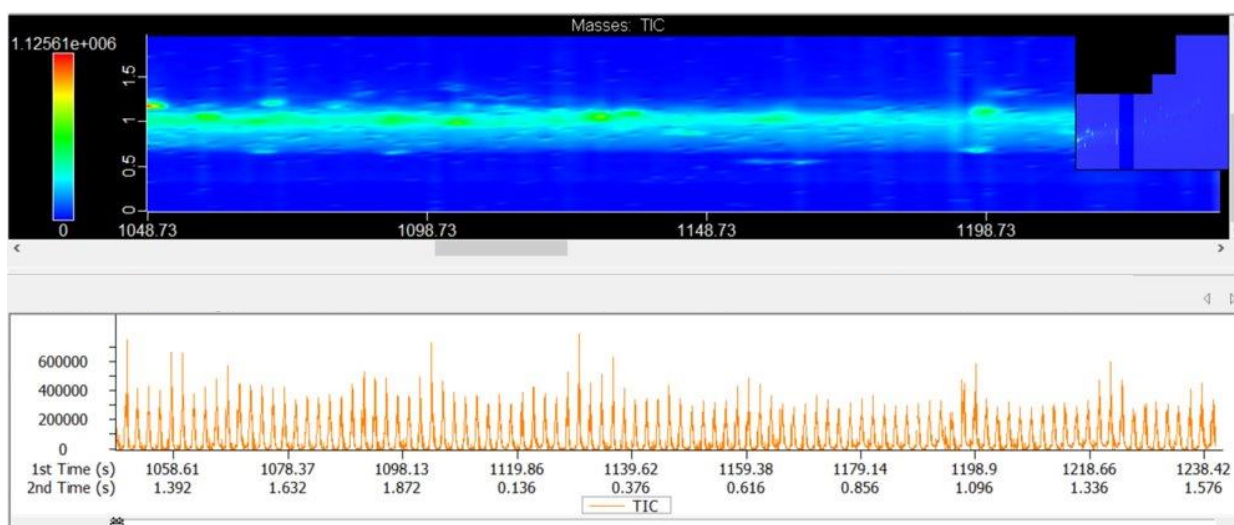 Masses: TIC
1.12561e+006
0
1.5
1
0.5
0
1048.73 1098.73 1148.73 1198.73
600000
400000
200000
0
1st Time (s) 1058.61 1078.37 1098.13 1119.86 1139.62 1159.38 1179.14 1198.9 1218.66 1238.42
2nd Time (s) 1.392 1.632 1.872 0.136 0.376 0.616 0.856 1.096 1.336 1.576
TIC